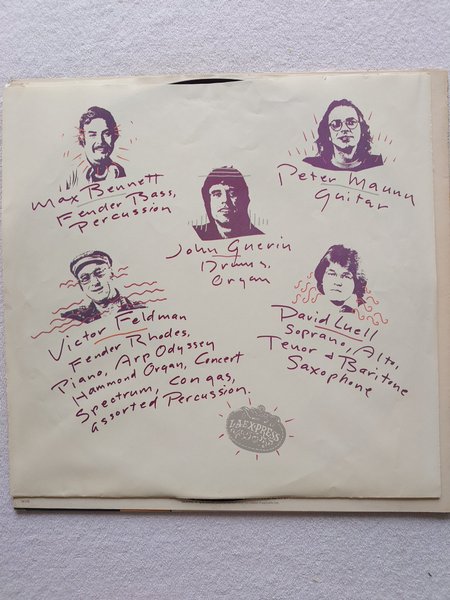 Max Bennett
Fender Bass,
Percussion
Peter Maunu
Guitar
John Guerin
Drums,
Organ
Victor Feldman
Fender Rhodes,
Piano, Arp Odyssey
Hammond Organ, Concert
Spectrum, Congas,
assorted Percussion.
David Luell
Soprano, Alto,
Tenor & Baritone
Saxophone
L.A.EXPRESS